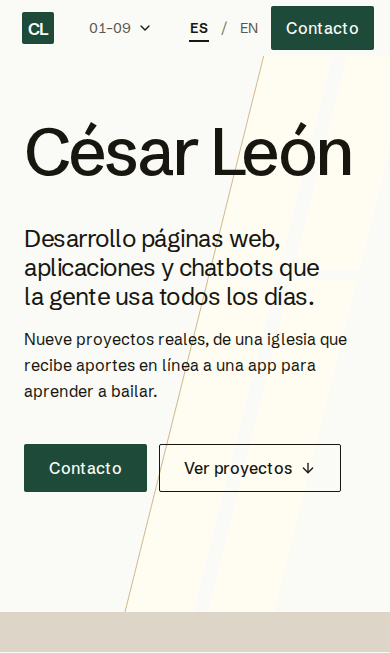 CL
01–09
ES / EN
Contacto
César León
Desarrollo páginas web,
aplicaciones y chatbots que
la gente usa todos los días.
Nueve proyectos reales, de una iglesia que
recibe aportes en línea a una app para
aprender a bailar.
Contacto
Ver proyectos ↓